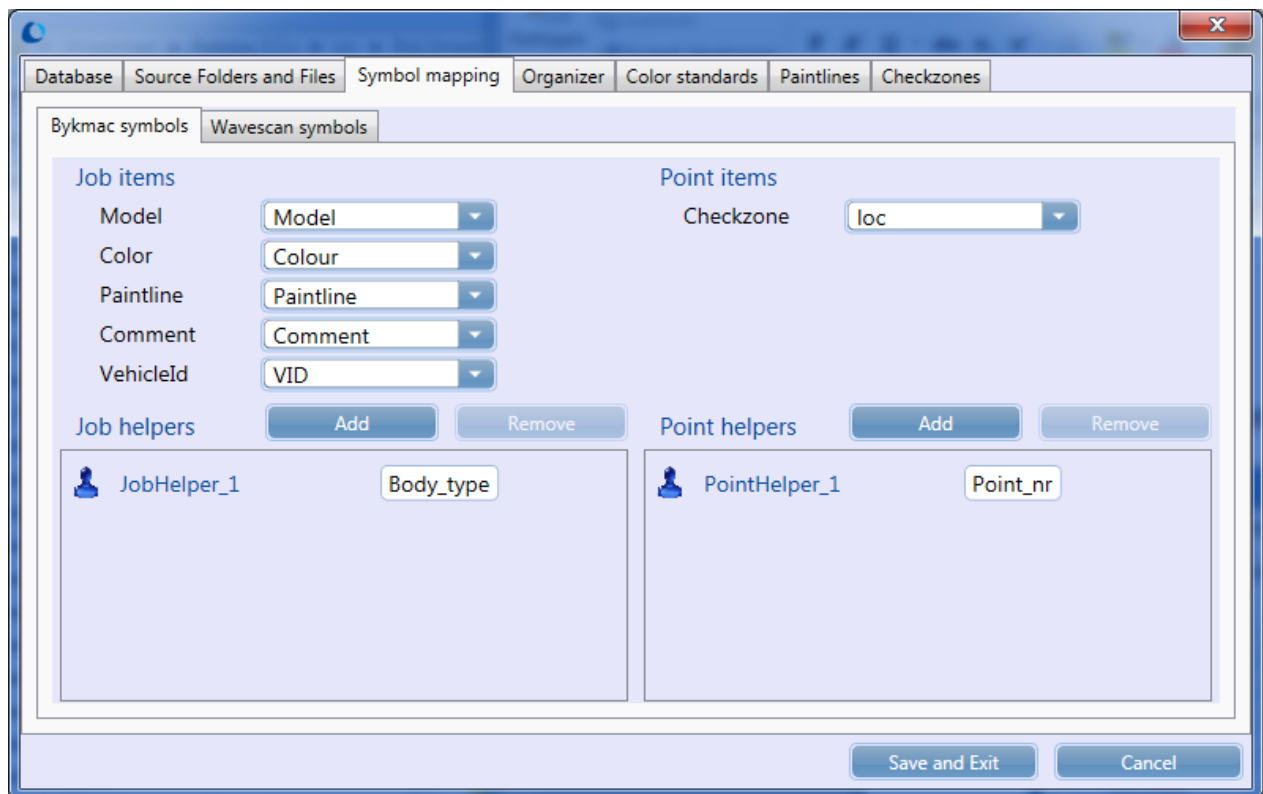 Database Source Folders and Files Symbol mapping Organizer Color standards Paintlines Checkzones
Bykmac symbols Wavescan symbols
Job items Point items
Model Model Checkzone loc
Color Colour
Paintline Paintline
Comment Comment
VehicleId VID
Job helpers Add Remove Point helpers Add Remove
JobHelper_1 Body_type PointHelper_1 Point_nr
Save and Exit Cancel